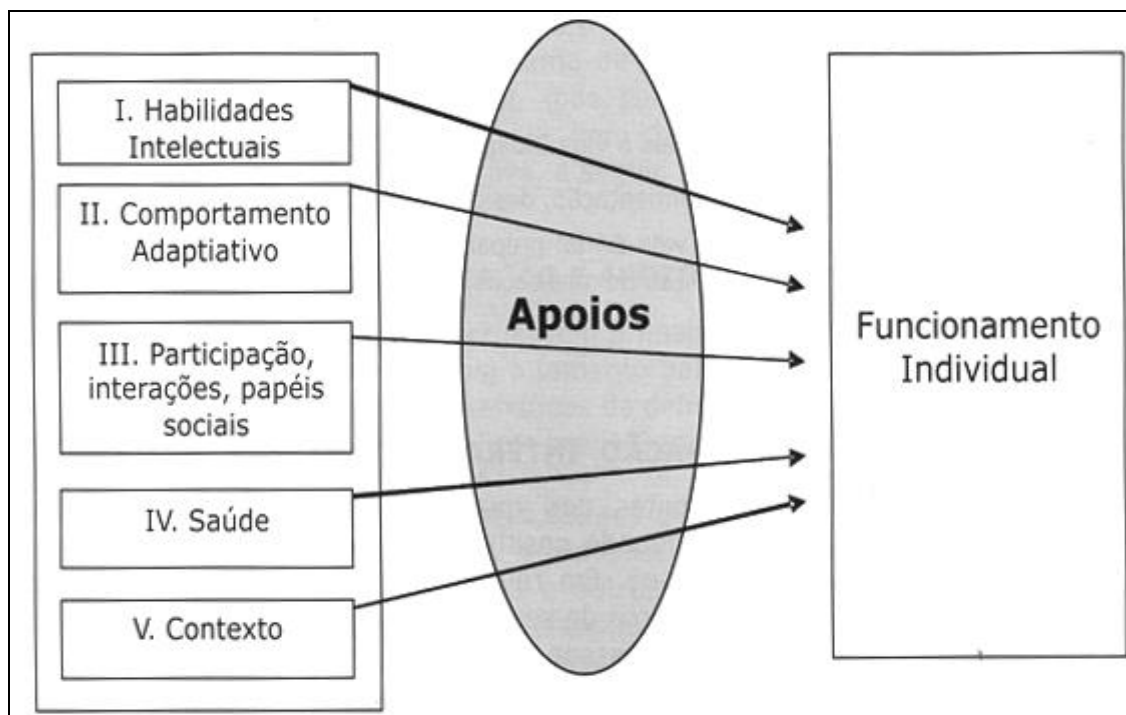 I. Habilidades
Intelectuais
II. Comportamento
Adaptiativo
III. Participação,
interações, papéis
sociais
IV. Saúde
V. Contexto
Apoios
Funcionamento
Individual